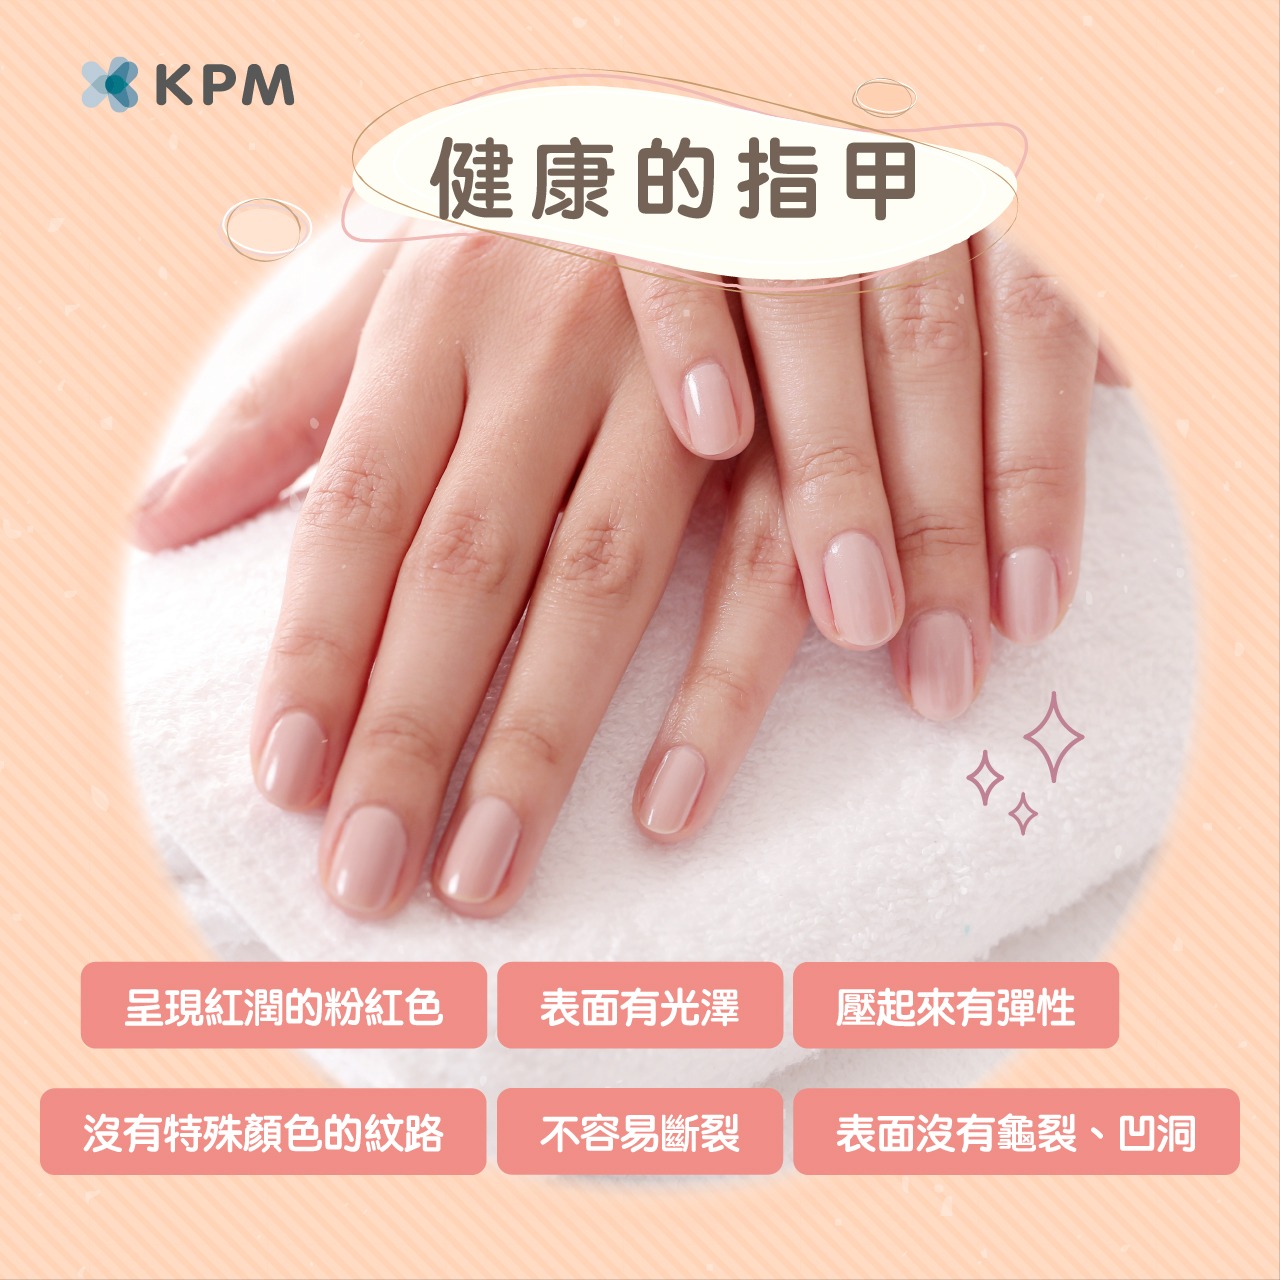 KPM
健康的指甲
呈現紅潤的粉紅色
表面有光澤
壓起來有彈性
沒有特殊顏色的紋路
不容易斷裂
表面沒有龜裂、凹洞